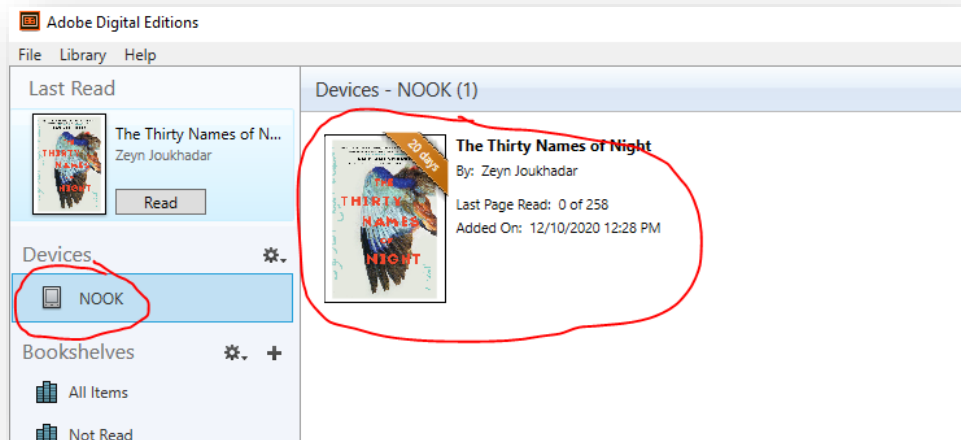 Adobe Digital Editions
File Library Help
Last Read
The Thirty Names of N...
Zeyn Joukhadar
Read
Devices
NOOK
Bookshelves
All Items
Not Read
Devices - NOOK (1)
20 days
THE
THIRTY
NAMES
OF
NIGHT
The Thirty Names of Night
By: Zeyn Joukhadar
Last Page Read: 0 of 258
Added On: 12/10/2020 12:28 PM